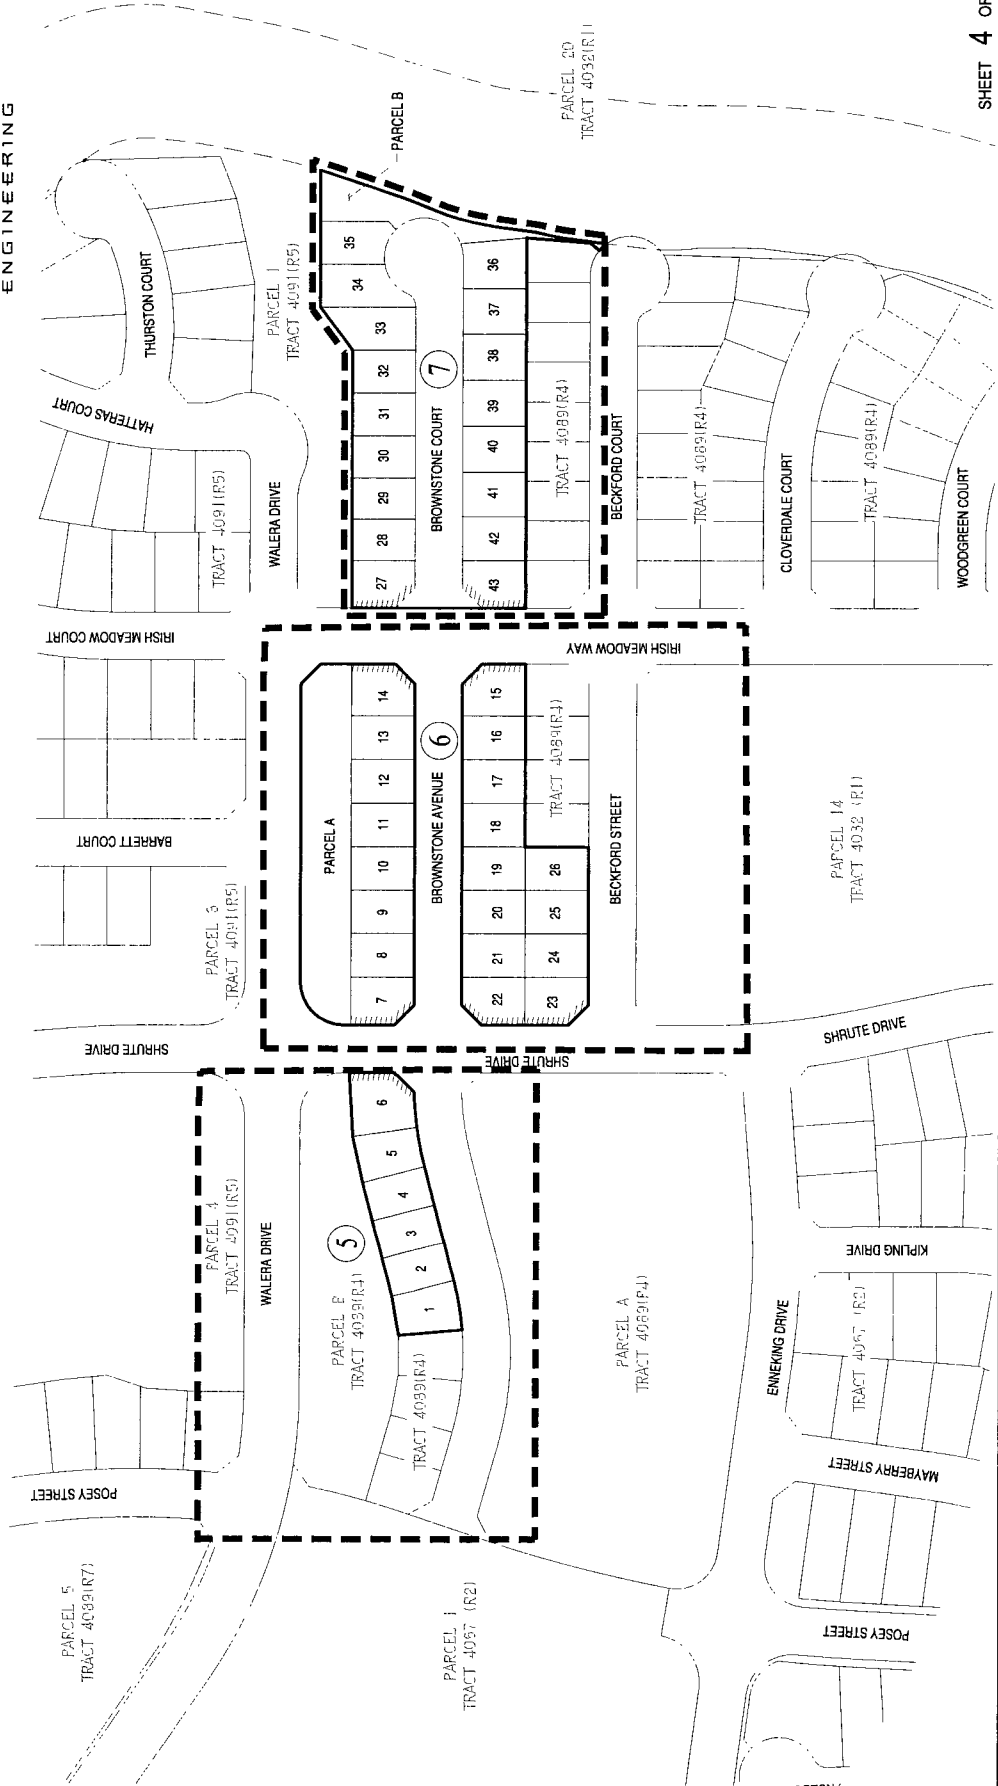 ENGINEERING
SHEET 4 OF
PARCEL 20
TRACT 4032(R1)
PARCEL B
THURSTON COURT
PARCEL 1
TRACT 4091(R5)
HATTERAS COURT
TRACT 4091(R5)
WALERA DRIVE
35
34
33
32
31
30
29
28
27
7
BROWNSTONE COURT
36
37
38
39
40
41
42
43
TRACT 4089(R4)
BECKFORD COURT
TRACT 4089(R4)
CLOVERDALE COURT
TRACT 4089(R4)
WOODGREEN COURT
IRISH MEADOW COURT
IRISH MEADOW WAY
BARRETT COURT
PARCEL 3
TRACT 4091(R5)
PARCEL A
14
13
12
11
10
9
8
7
6
BROWNSTONE AVENUE
15
16
17
18
19
20
21
22
TRACT 4089(R4)
26
25
24
23
BECKFORD STREET
PARCEL 14
TRACT 4032 (R1)
SHRUTE DRIVE
SHRUTE DRIVE
SHRUTE DRIVE
PARCEL 4
TRACT 4091(R5)
WALERA DRIVE
5
6
5
4
3
2
1
TRACT 4089(R4)
TRACT 4089(R4)
PARCEL A
TRACT 4089(R4)
KIPLING DRIVE
ENNEKING DRIVE
TRACT 4067 (R2)
MAYBERRY STREET
POSEY STREET
PARCEL 5
TRACT 4089(R7)
PARCEL 1
TRACT 4067 (R2)
POSEY STREET